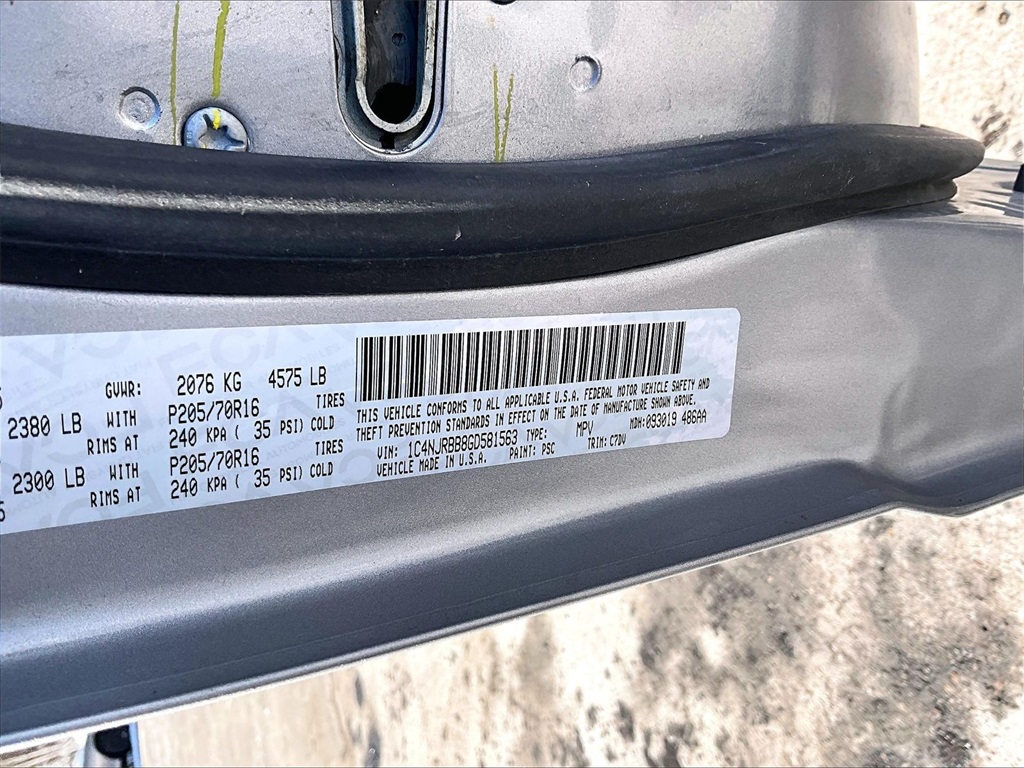 GVWR: 2076 KG 4575 LB
2380 LB WITH P205/70R16 TIRES
RIMS AT 240 KPA ( 35 PSI) COLD
2300 LB WITH P205/70R16 TIRES
RIMS AT 240 KPA ( 35 PSI) COLD
THIS VEHICLE CONFORMS TO ALL APPLICABLE U.S.A. FEDERAL MOTOR VEHICLE SAFETY AND
THEFT PREVENTION STANDARDS IN EFFECT ON THE DATE OF MANUFACTURE SHOWN ABOVE.
VIN: 1C4NJRBB8GD581563 TYPE: MPV MDH: 093019 486AA
VEHICLE MADE IN U.S.A. PAINT: PSC TRIM: C7DV